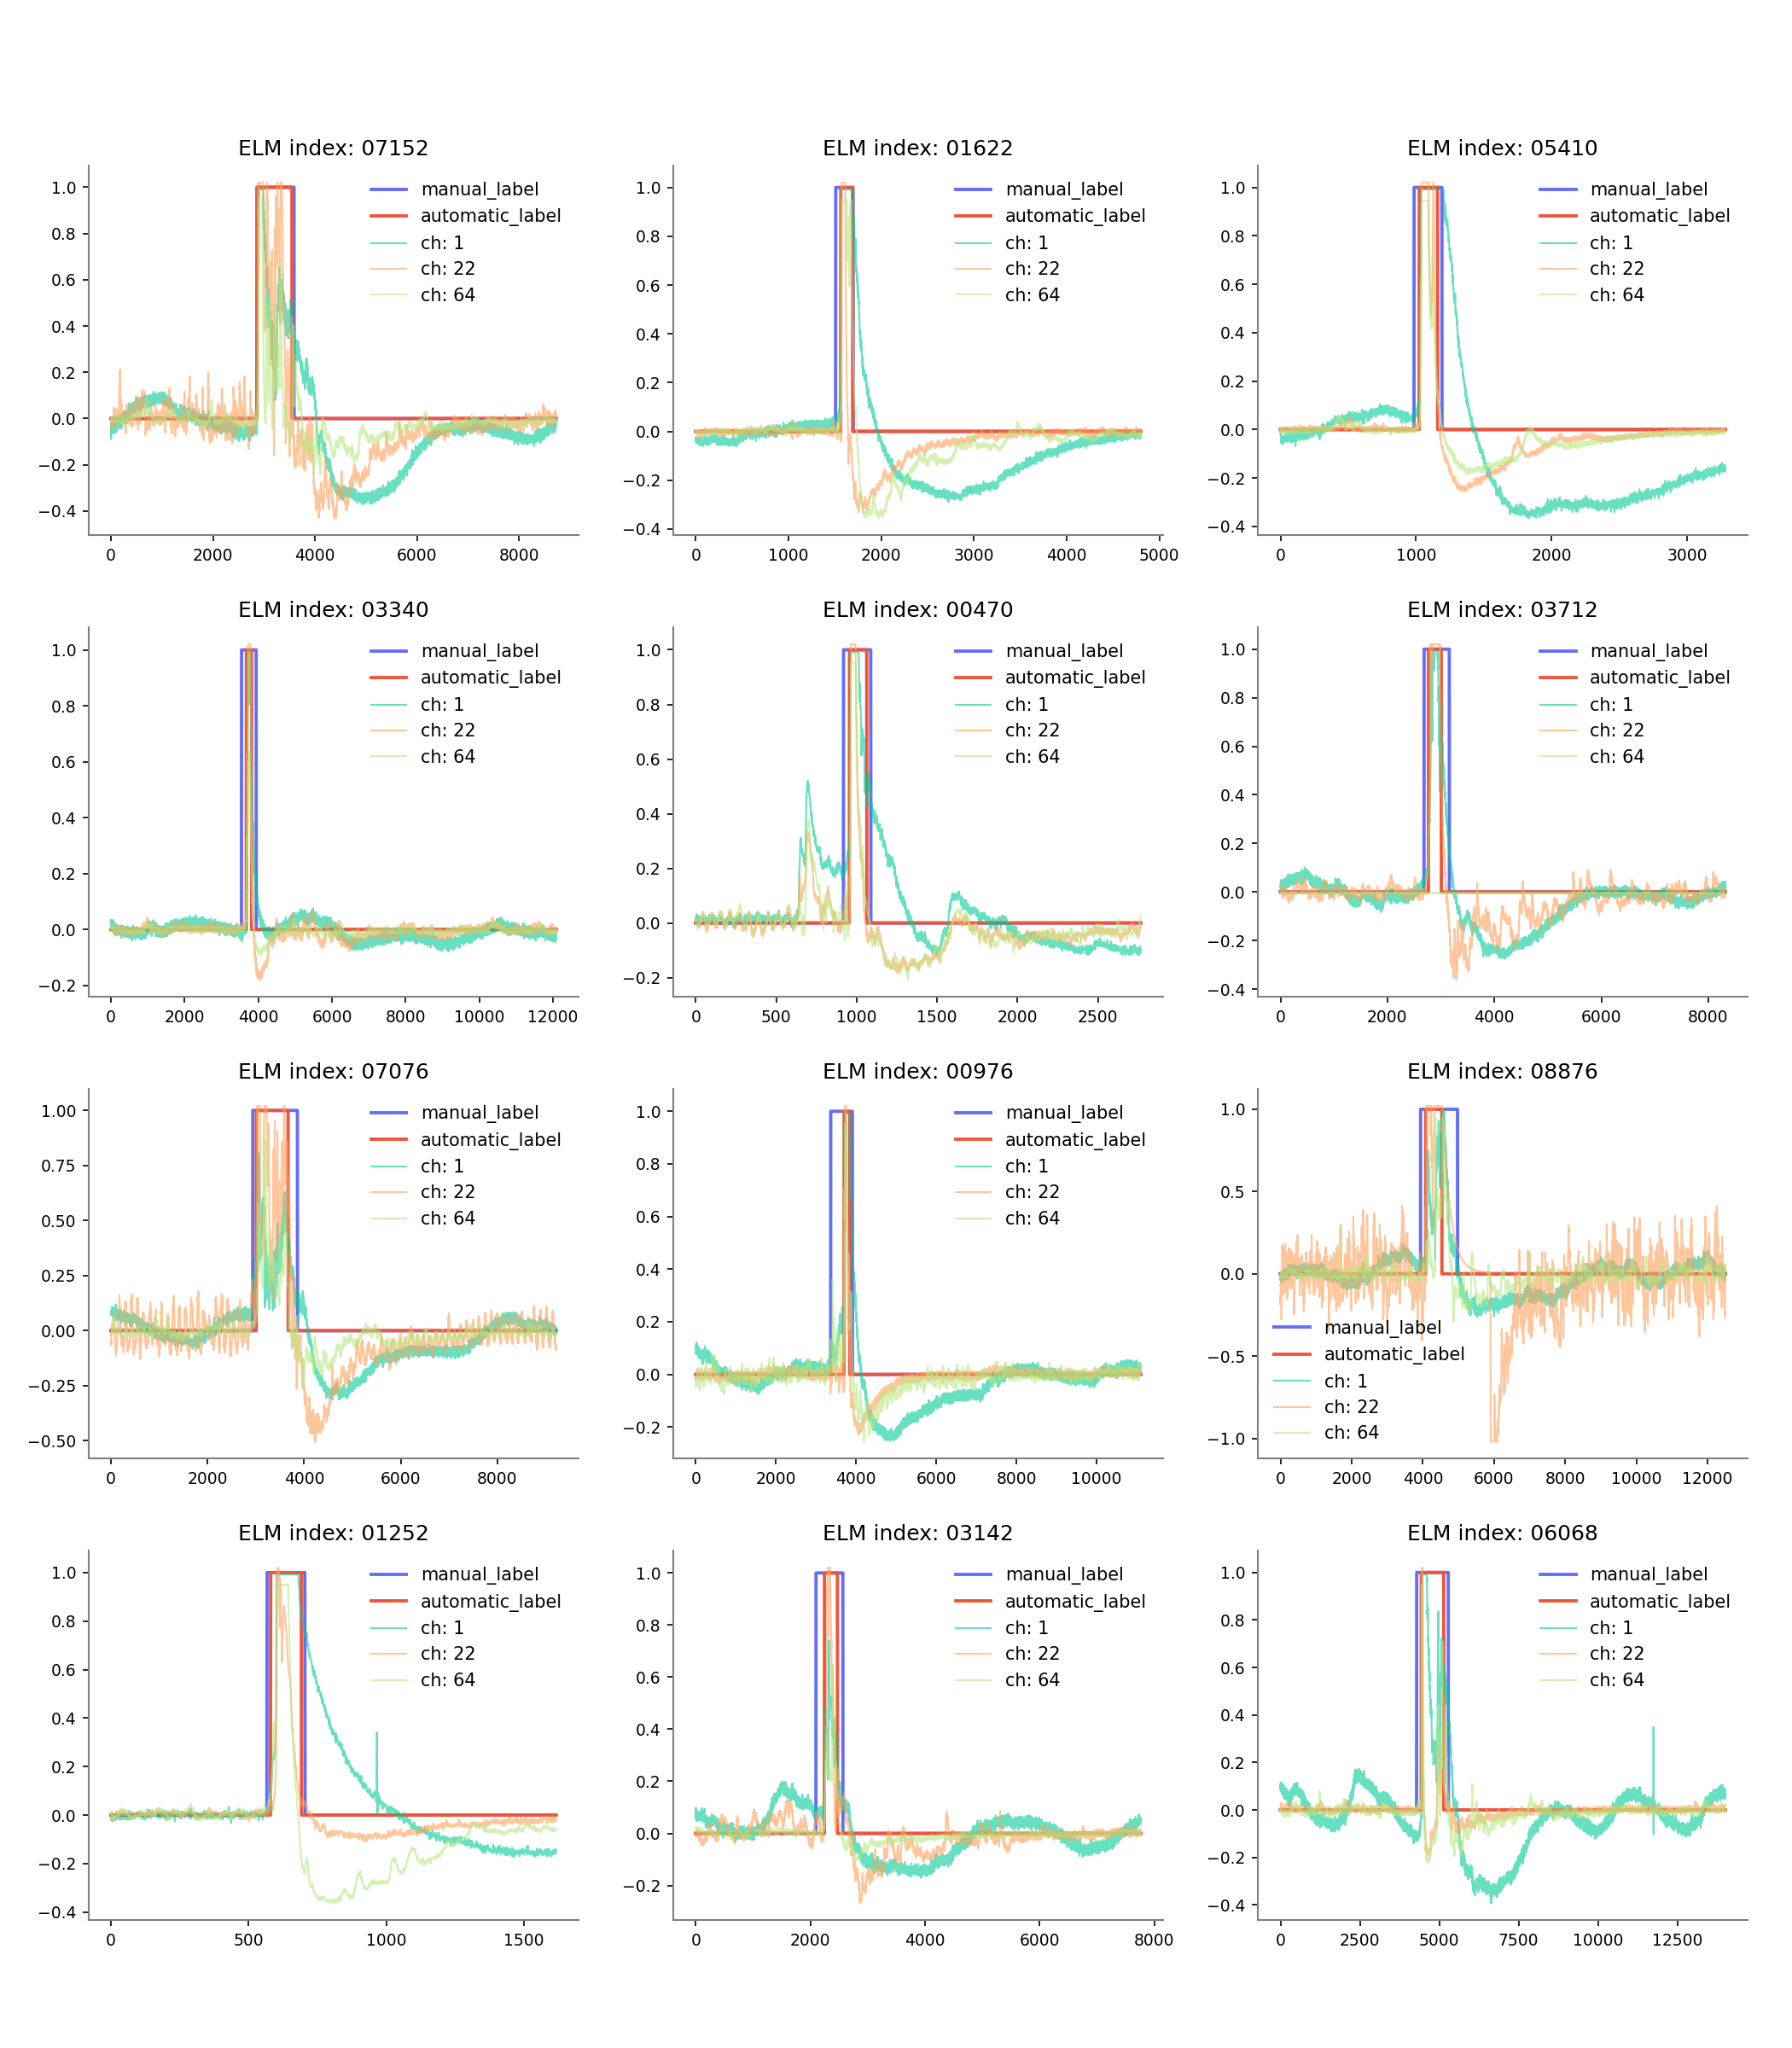 ELM index: 07152
1.0
0.8
0.6
0.4
0.2
0.0
−0.2
−0.4
0 2000 4000 6000 8000
manual_label
automatic_label
ch: 1
ch: 22
ch: 64
ELM index: 01622
1.0
0.8
0.6
0.4
0.2
0.0
−0.2
−0.4
0 1000 2000 3000 4000 5000
manual_label
automatic_label
ch: 1
ch: 22
ch: 64
ELM index: 05410
1.0
0.8
0.6
0.4
0.2
0.0
−0.2
−0.4
0 1000 2000 3000
manual_label
automatic_label
ch: 1
ch: 22
ch: 64
ELM index: 03340
1.0
0.8
0.6
0.4
0.2
0.0
−0.2
0 2000 4000 6000 8000 10000 12000
manual_label
automatic_label
ch: 1
ch: 22
ch: 64
ELM index: 00470
1.0
0.8
0.6
0.4
0.2
0.0
−0.2
0 500 1000 1500 2000 2500
manual_label
automatic_label
ch: 1
ch: 22
ch: 64
ELM index: 03712
1.0
0.8
0.6
0.4
0.2
0.0
−0.2
−0.4
0 2000 4000 6000 8000
manual_label
automatic_label
ch: 1
ch: 22
ch: 64
ELM index: 07076
1.00
0.75
0.50
0.25
0.00
−0.25
−0.50
0 2000 4000 6000 8000
manual_label
automatic_label
ch: 1
ch: 22
ch: 64
ELM index: 00976
1.0
0.8
0.6
0.4
0.2
0.0
−0.2
0 2000 4000 6000 8000 10000
manual_label
automatic_label
ch: 1
ch: 22
ch: 64
ELM index: 08876
1.0
0.5
0.0
−0.5
−1.0
0 2000 4000 6000 8000 10000 12000
manual_label
automatic_label
ch: 1
ch: 22
ch: 64
ELM index: 01252
1.0
0.8
0.6
0.4
0.2
0.0
−0.2
−0.4
0 500 1000 1500
manual_label
automatic_label
ch: 1
ch: 22
ch: 64
ELM index: 03142
1.0
0.8
0.6
0.4
0.2
0.0
−0.2
0 2000 4000 6000 8000
manual_label
automatic_label
ch: 1
ch: 22
ch: 64
ELM index: 06068
1.0
0.8
0.6
0.4
0.2
0.0
−0.2
−0.4
0 2500 5000 7500 10000 12500
manual_label
automatic_label
ch: 1
ch: 22
ch: 64